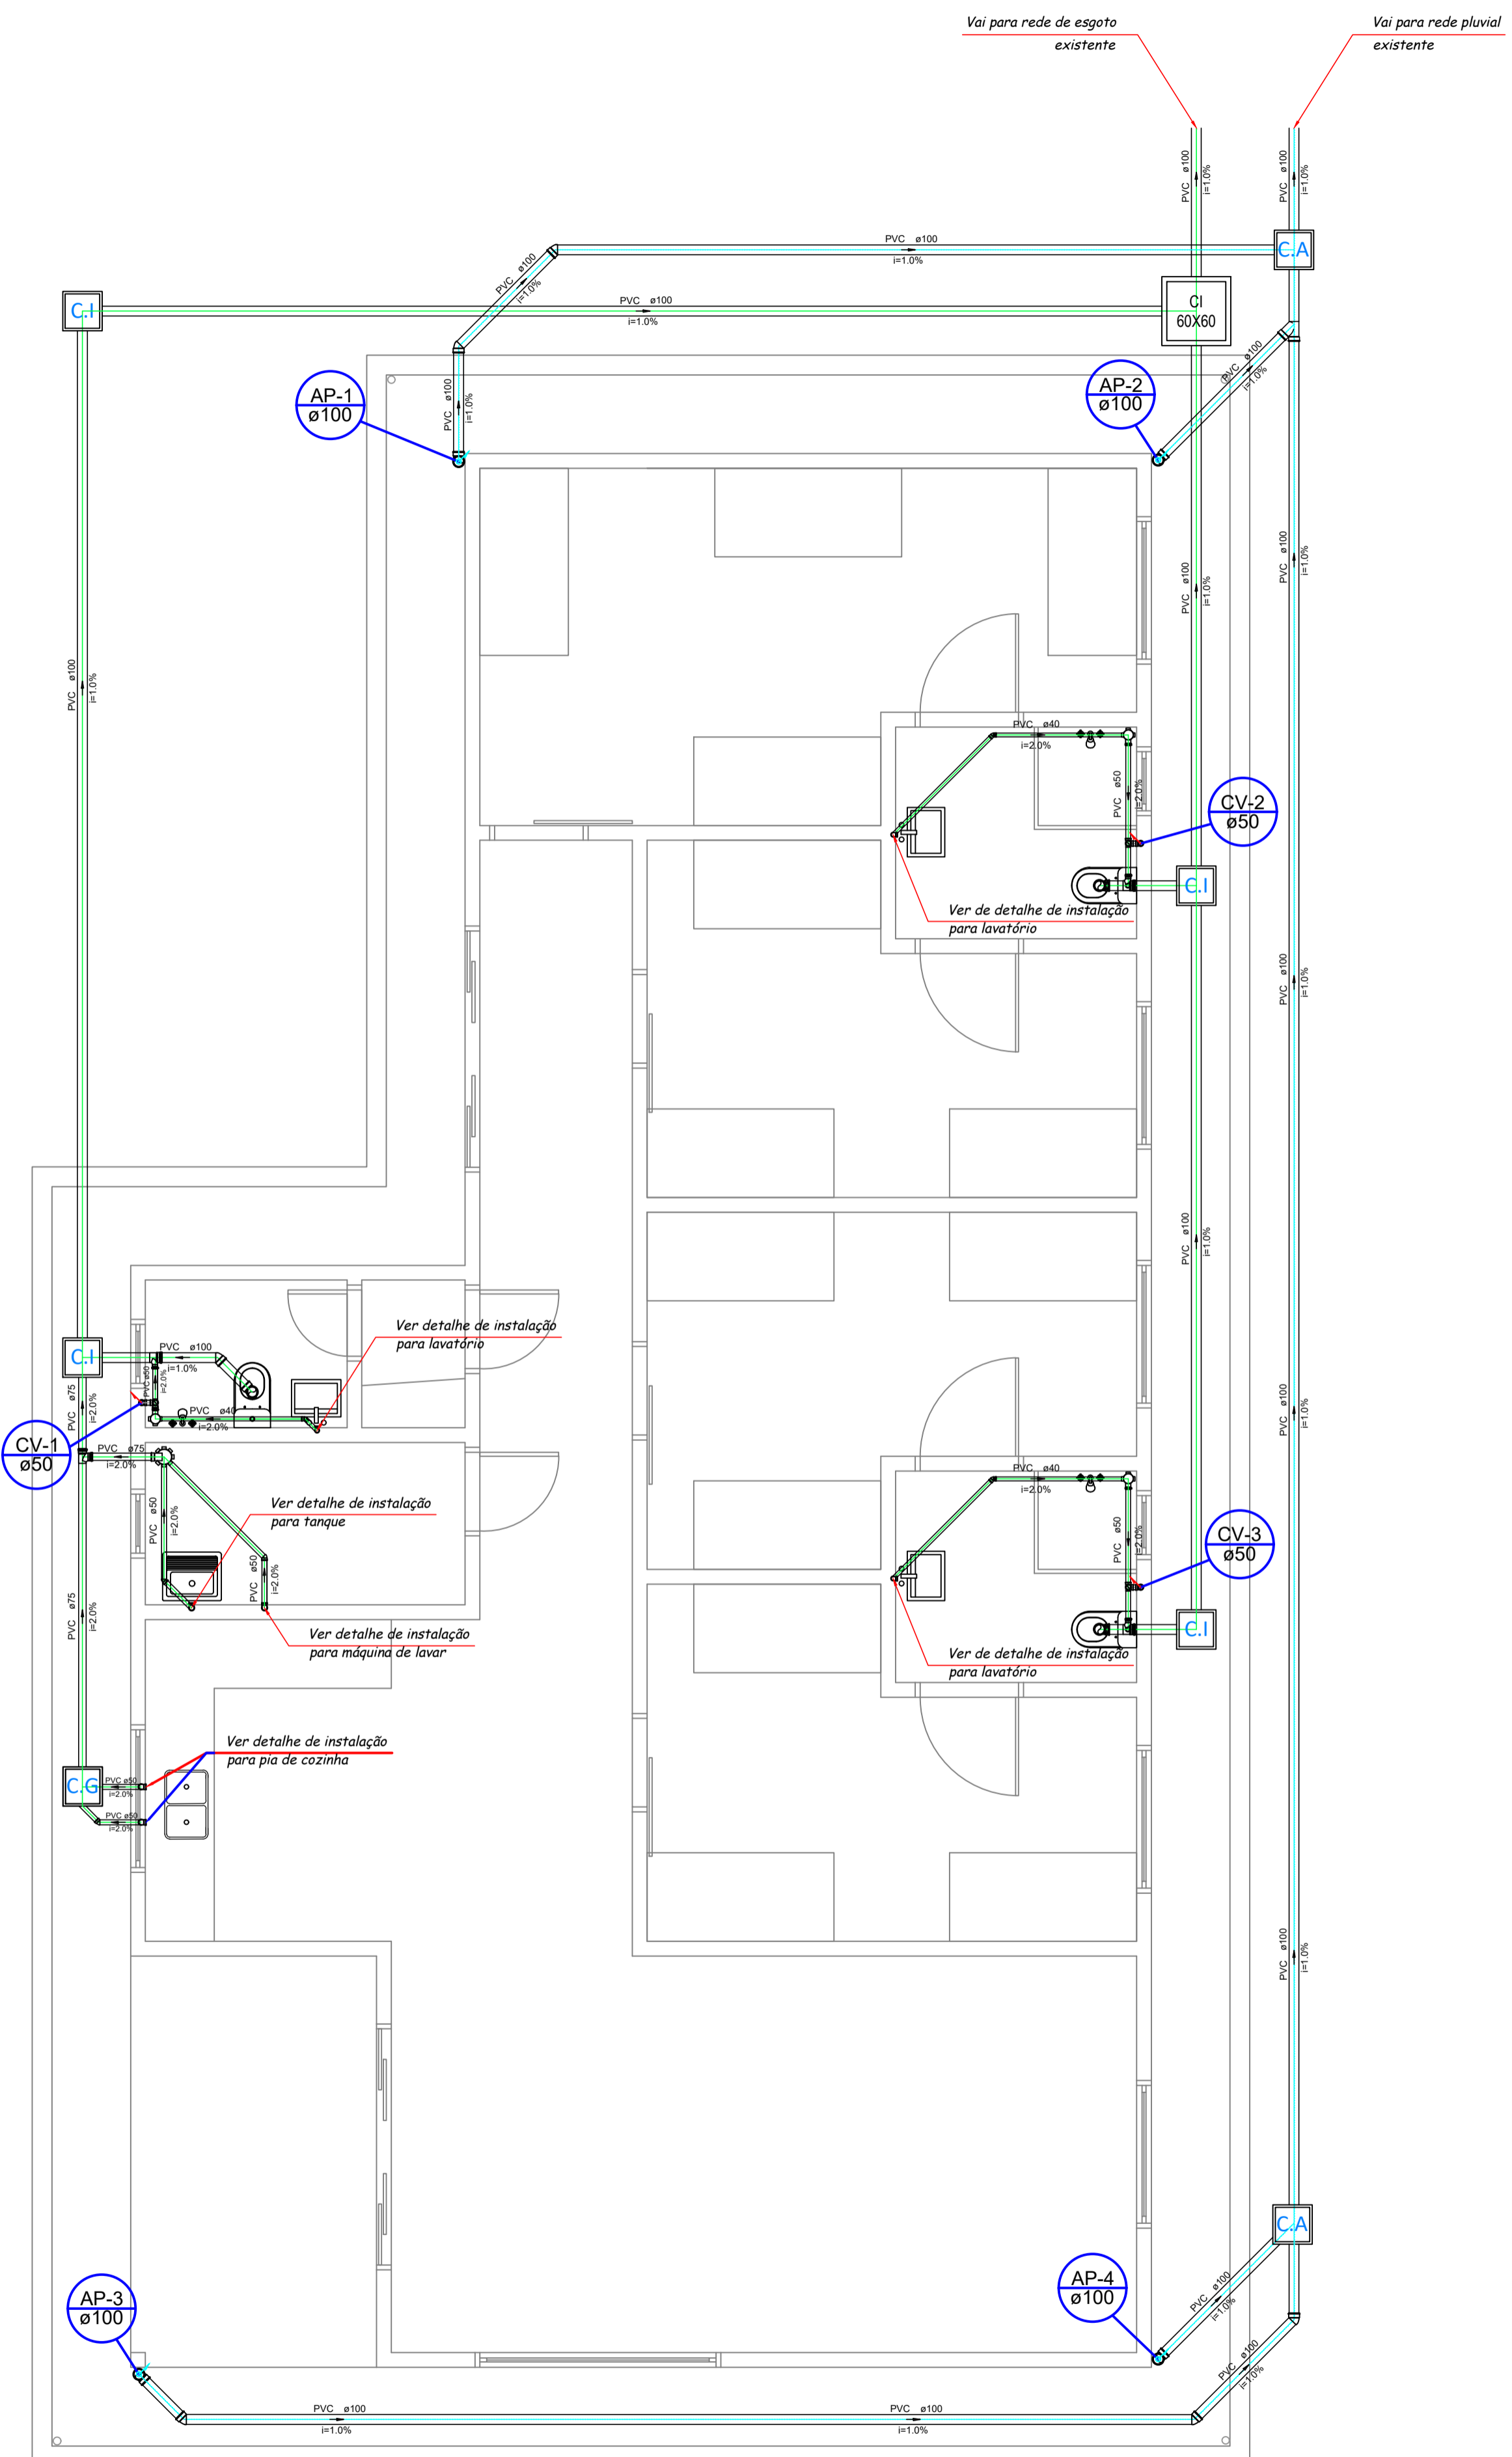 Vai para rede de esgoto
existente
Vai para rede pluvial
existente
PVC ø100
i=1.0%
PVC ø100
i=1.0%
C.A
PVC ø100
i=1.0%
PVC ø100
i=1.0%
C.I
PVC ø100
i=1.0%
CI
60X60
AP-1
ø100
PVC ø100
i=1.0%
AP-2
ø100
PVC ø100
i=1.0%
PVC ø100
i=1.0%
PVC ø100
i=1.0%
PVC ø100
i=1.0%
PVC ø40
i=2.0%
PVC ø50
i=2.0%
CV-2
ø50
C.I
Ver de detalhe de instalação
para lavatório
PVC ø100
i=1.0%
PVC ø100
i=1.0%
C.I
PVC ø100
i=1.0%
Ver detalhe de instalação
para lavatório
PVC ø50
i=2.0%
PVC ø40
i=2.0%
PVC ø75
i=2.0%
PVC ø100
i=1.0%
CV-1
ø50
PVC ø75
i=2.0%
Ver detalhe de instalação
para tanque
PVC ø50
i=2.0%
PVC ø50
i=2.0%
PVC ø40
i=2.0%
PVC ø50
i=2.0%
CV-3
ø50
PVC ø75
i=2.0%
Ver detalhe de instalação
para máquina de lavar
C.I
Ver de detalhe de instalação
para lavatório
Ver detalhe de instalação
para pia de cozinha
C.G
PVC ø50
i=2.0%
PVC ø50
i=2.0%
PVC ø100
i=1.0%
C.A
AP-3
ø100
AP-4
ø100
PVC ø100
i=1.0%
PVC ø100
i=1.0%
PVC ø100
i=1.0%
PVC ø100
i=1.0%